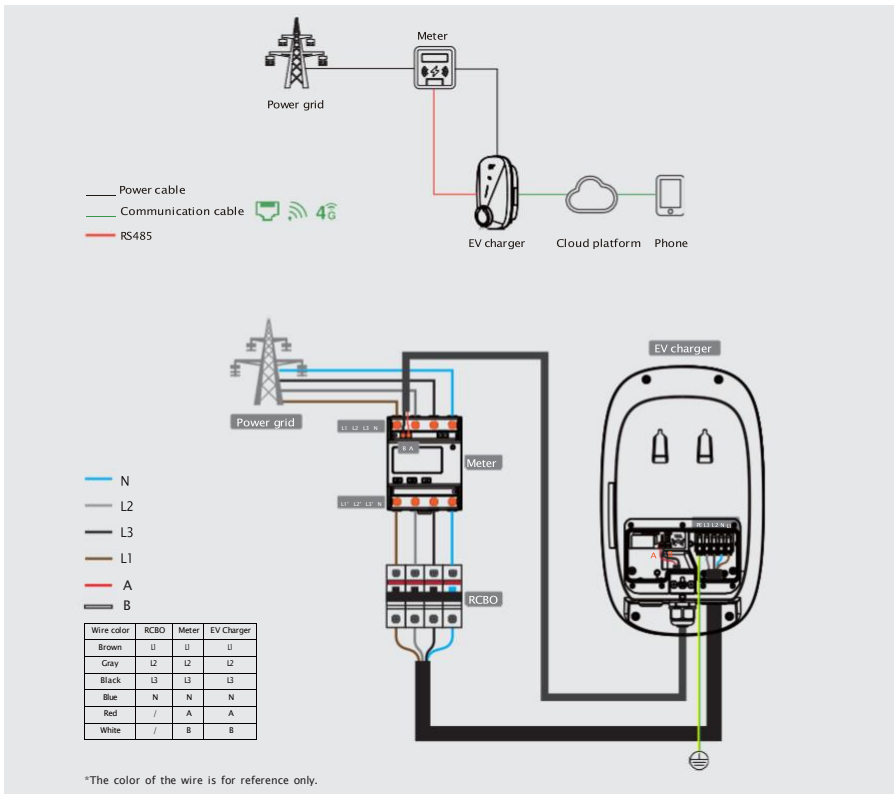 Meter
Power grid
Power cable
Communication cable 4G
RS485
EV charger Cloud platform Phone
EV charger
Power grid
L1 L2 L3 N
B A
Meter
L1' L2' L3' N
N
L2
L3
L1
A
B
RCBO
A
Wire color RCBO Meter EV Charger
Brown L1 L1 L1
Gray L2 L2 L2
Black L3 L3 L3
Blue N N N
Red / A A
White / B B
*The color of the wire is for reference only.